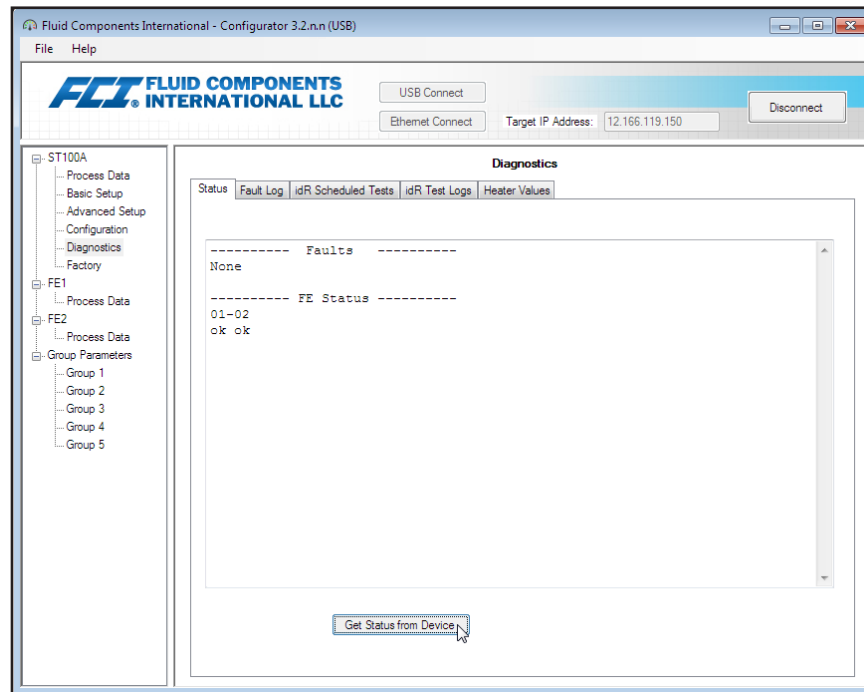 Fluid Components International - Configurator 3.2.n.n (USB)
File Help
FCI® FLUID COMPONENTS
INTERNATIONAL LLC
USB Connect
Ethernet Connect
Target IP Address:
12.166.119.150
Disconnect
ST100A
Process Data
Basic Setup
Advanced Setup
Configuration
Diagnostics
Factory
FE1
Process Data
FE2
Process Data
Group Parameters
Group 1
Group 2
Group 3
Group 4
Group 5
Diagnostics
Status
Fault Log
idR Scheduled Tests
idR Test Logs
Heater Values
---------- Faults ----------
None
---------- FE Status ----------
01-02
ok ok
Get Status from Device